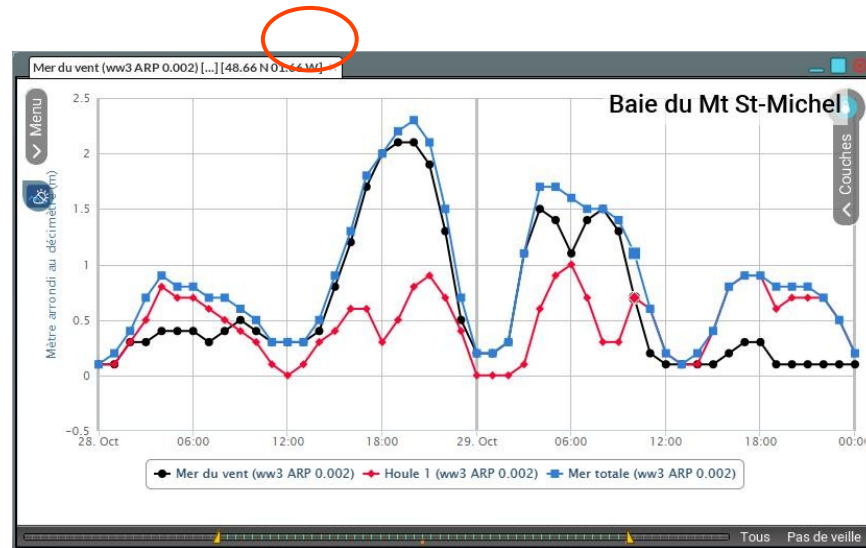 Mer du vent (ww3 ARP 0.002) [...] [48.66 N 01.66 W]
Baie du Mt St-Michel
Menu
Couches
Mètre arrondi au décimètre (m)
2.5
2
1.5
1
0.5
0
−0.5
28. Oct 06:00 12:00 18:00 29. Oct 06:00 12:00 18:00
Mer du vent (ww3 ARP 0.002) Houle 1 (ww3 ARP 0.002) Mer totale (ww3 ARP 0.002)
Tous Pas de veille